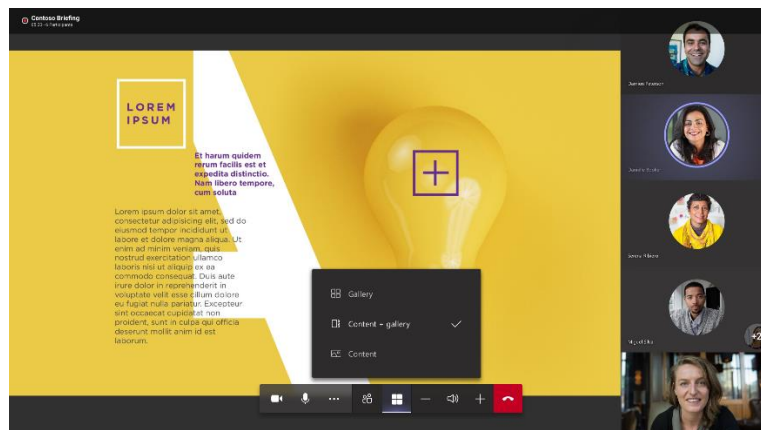 Contoso Briefing
LOREM
IPSUM
Et harum quidem
rerum facilis est et
expedita distinctio.
Nam libero tempore,
cum soluta
Lorem ipsum dolor sit amet,
consectetur adipisicing elit, sed do
eiusmod tempor incididunt ut
labore et dolore magna aliqua. Ut
enim ad minim veniam, quis
nostrud exercitation ullamco
laboris nisi ut aliquip ex ea
commodo consequat. Duis aute
irure dolor in reprehenderit in
voluptate velit esse cillum dolore
eu fugiat nulla pariatur. Excepteur
sint occaecat cupidatat non
proident, sunt in culpa qui officia
deserunt mollit anim id est
laborum.
Gallery
Content + gallery
Content
+2